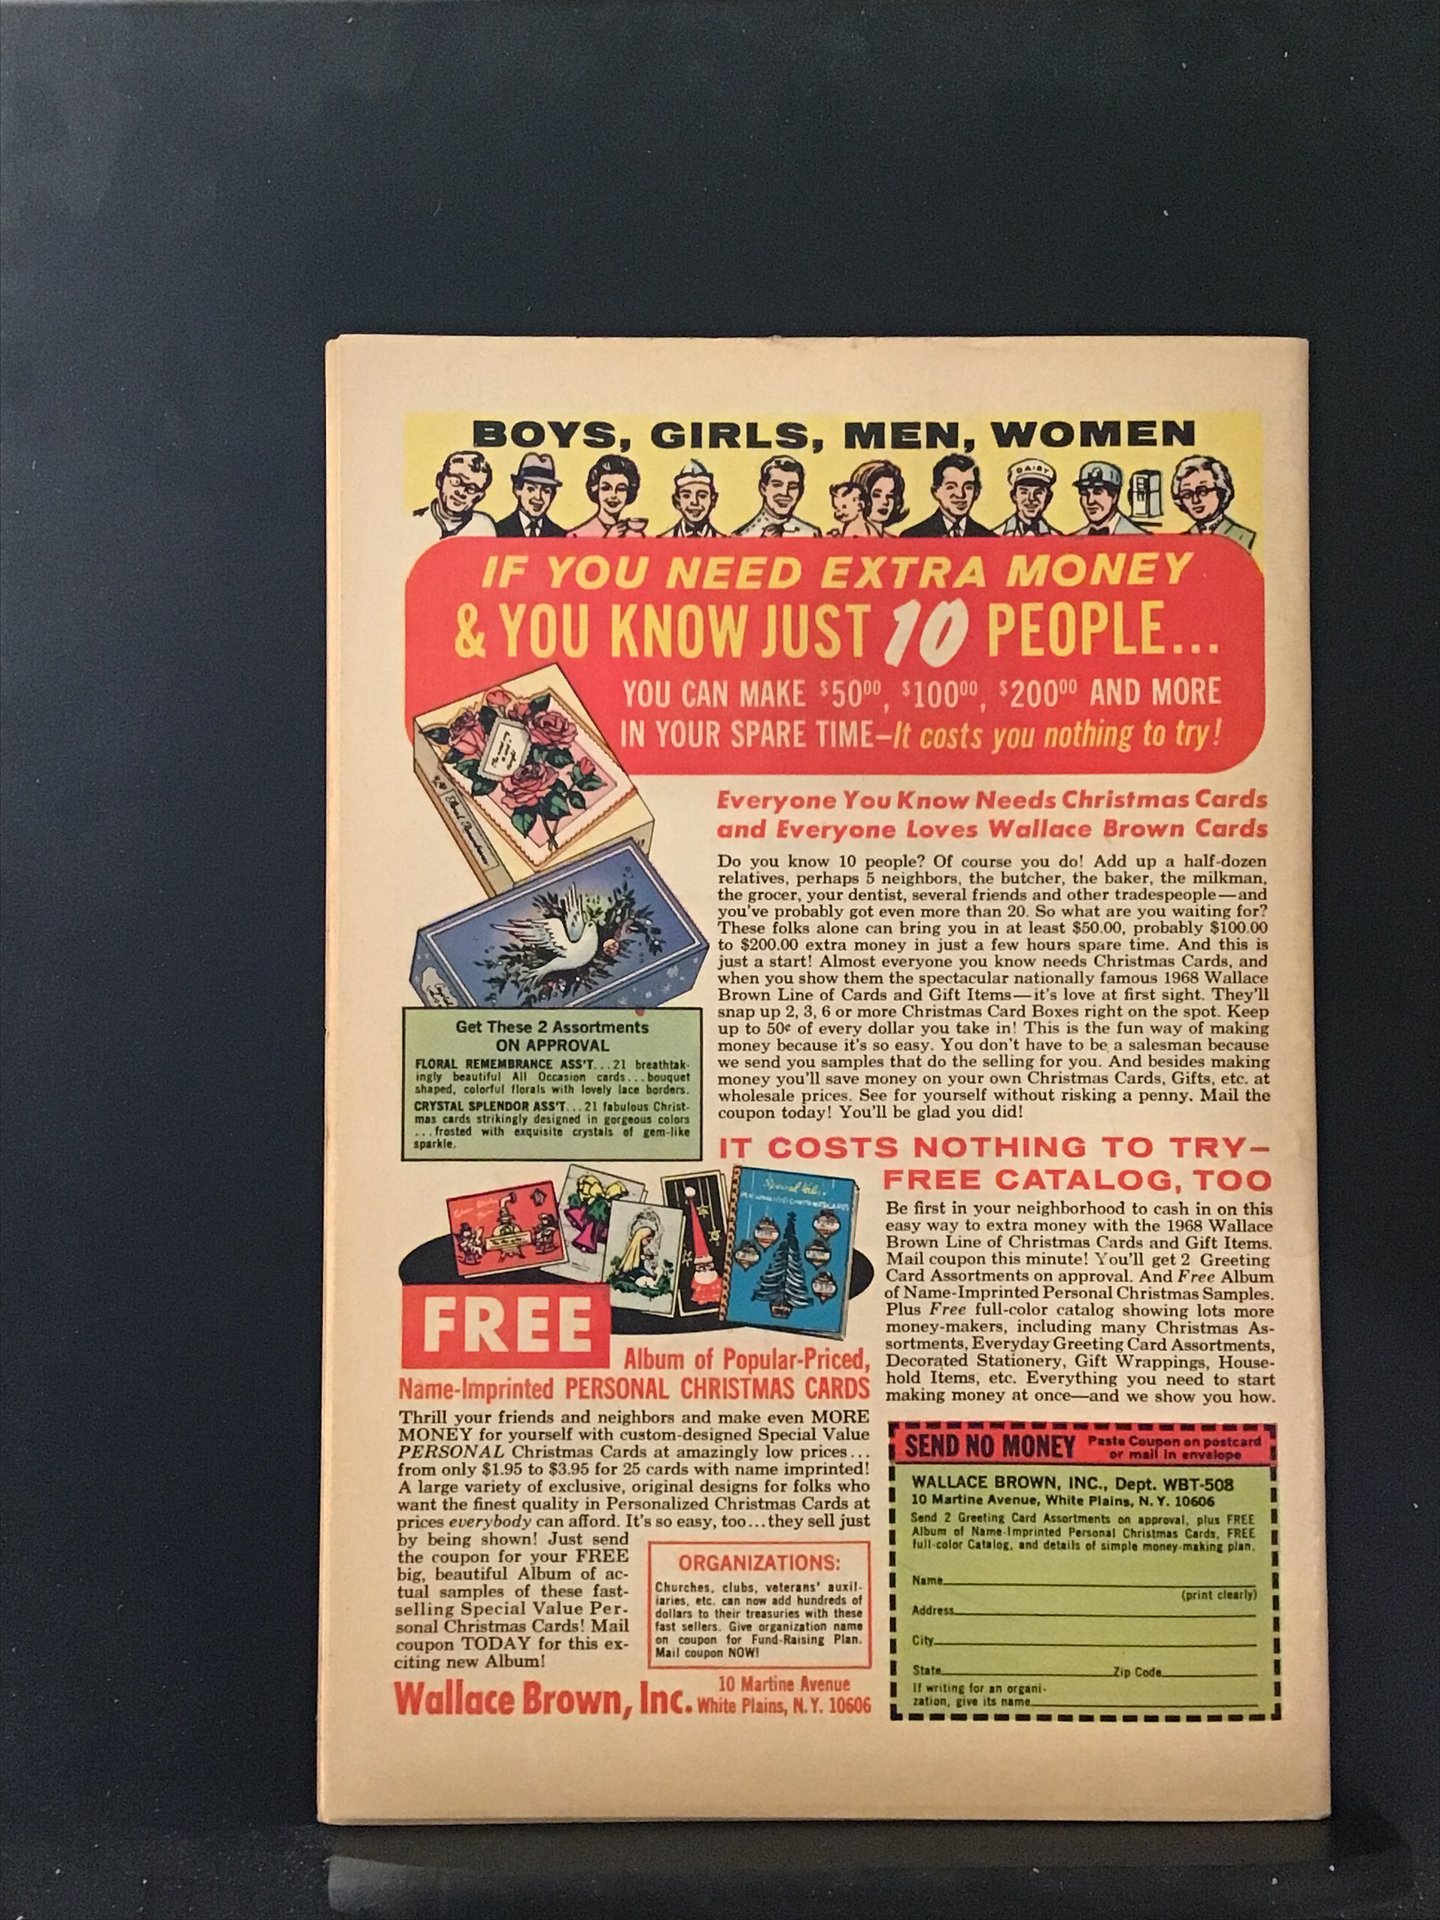 BOYS, GIRLS, MEN, WOMEN
DAIRY
IF YOU NEED EXTRA MONEY
& YOU KNOW JUST 10 PEOPLE...
YOU CAN MAKE $50⁰⁰, $100⁰⁰, $200⁰⁰ AND MORE
IN YOUR SPARE TIME–It costs you nothing to try!
Everyone You Know Needs Christmas Cards
and Everyone Loves Wallace Brown Cards
Do you know 10 people? Of course you do! Add up a half-dozen
relatives, perhaps 5 neighbors, the butcher, the baker, the milkman,
the grocer, your dentist, several friends and other tradespeople—and
you've probably got even more than 20. So what are you waiting for?
These folks alone can bring you in at least $50.00, probably $100.00
to $200.00 extra money in just a few hours spare time. And this is
just a start! Almost everyone you know needs Christmas Cards, and
when you show them the spectacular nationally famous 1968 Wallace
Brown Line of Cards and Gift Items—it's love at first sight. They'll
snap up 2, 3, 6 or more Christmas Card Boxes right on the spot. Keep
up to 50¢ of every dollar you take in! This is the fun way of making
money because it's so easy. You don't have to be a salesman because
we send you samples that do the selling for you. And besides making
money you'll save money on your own Christmas Cards, Gifts, etc. at
wholesale prices. See for yourself without risking a penny. Mail the
coupon today! You'll be glad you did!
Get These 2 Assortments
ON APPROVAL
FLORAL REMEMBRANCE ASS'T...21 breathtak-
ingly beautiful All Occasion cards...bouquet
shaped, colorful florals with lovely lace borders.
CRYSTAL SPLENDOR ASS'T...21 fabulous Christ-
mas cards strikingly designed in gorgeous colors
...frosted with exquisite crystals of gem-like
sparkle.
IT COSTS NOTHING TO TRY–
FREE CATALOG, TOO
Be first in your neighborhood to cash in on this
easy way to extra money with the 1968 Wallace
Brown Line of Christmas Cards and Gift Items.
Mail coupon this minute! You'll get 2 Greeting
Card Assortments on approval. And Free Album
of Name-Imprinted Personal Christmas Samples.
Plus Free full-color catalog showing lots more
money-makers, including many Christmas As-
sortments, Everyday Greeting Card Assortments,
Decorated Stationery, Gift Wrappings, House-
hold Items, etc. Everything you need to start
making money at once—and we show you how.
Special Value
PERSONALIZED CHRISTMAS CARDS
FREE
Album of Popular-Priced,
Name-Imprinted PERSONAL CHRISTMAS CARDS
Thrill your friends and neighbors and make even MORE
MONEY for yourself with custom-designed Special Value
PERSONAL Christmas Cards at amazingly low prices...
from only $1.95 to $3.95 for 25 cards with name imprinted!
A large variety of exclusive, original designs for folks who
want the finest quality in Personalized Christmas Cards at
prices everybody can afford. It's so easy, too...they sell just
by being shown! Just send
the coupon for your FREE
big, beautiful Album of ac-
tual samples of these fast-
selling Special Value Per-
sonal Christmas Cards! Mail
coupon TODAY for this ex-
citing new Album!
ORGANIZATIONS:
Churches, clubs, veterans' auxil-
iaries, etc. can now add hundreds of
dollars to their treasuries with these
fast sellers. Give organization name
on coupon for Fund-Raising Plan.
Mail coupon NOW!
Wallace Brown, Inc. 10 Martine Avenue
White Plains, N.Y. 10606
SEND NO MONEY Paste Coupon on postcard
or mail in envelope
WALLACE BROWN, INC., Dept. WBT-508
10 Martine Avenue, White Plains, N.Y. 10606
Send 2 Greeting Card Assortments on approval, plus FREE
Album of Name-Imprinted Personal Christmas Cards, FREE
full-color Catalog, and details of simple money-making plan.
Name
(print clearly)
Address
City
State Zip Code
If writing for an organi-
zation, give its name